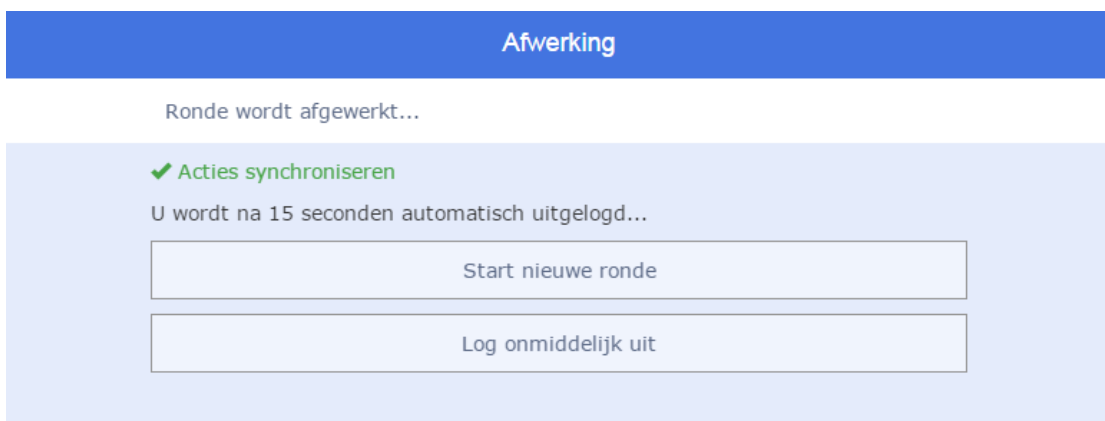 Afwerking
Ronde wordt afgewerkt...
Acties synchroniseren
U wordt na 15 seconden automatisch uitgelogd...
Start nieuwe ronde
Log onmiddelijk uit